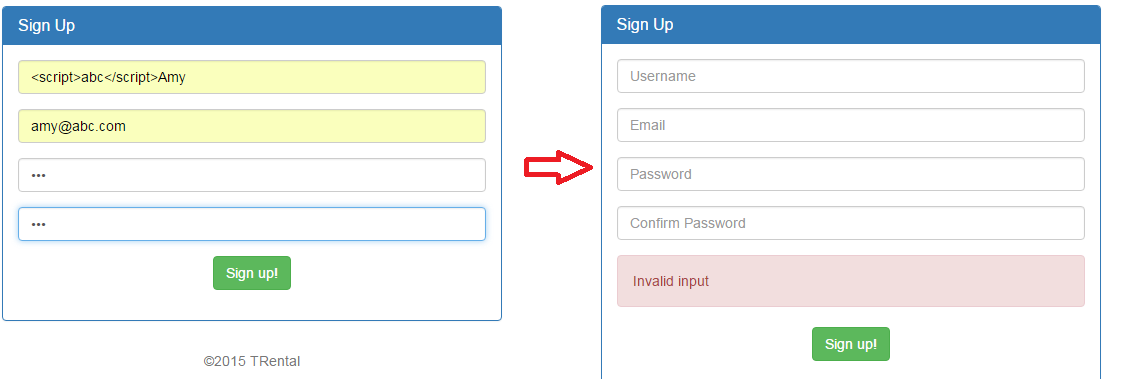 Sign Up
<script>abc</script>Amy
amy@abc.com
•••
•••
Sign up!
©2015 TRental
Sign Up
Username
Email
Password
Confirm Password
Invalid input
Sign up!